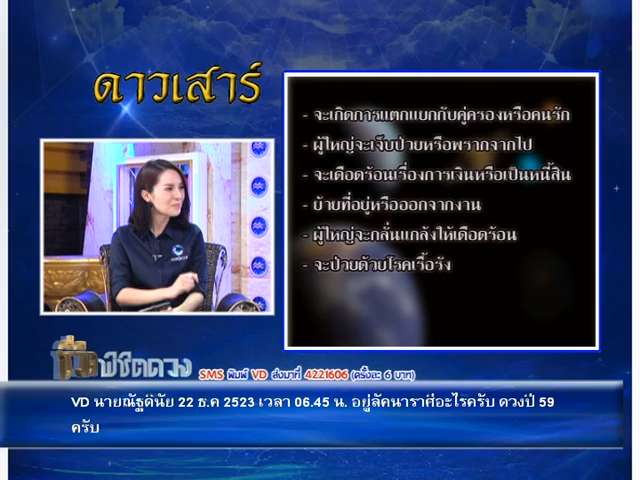 ดาวเสาร์
- จะเกิดการแตกแยกกับคู่ครองหรือคนรัก
- ผู้ใหญ่จะเจ็บป่วยหรือพรากจากไป
- จะเดือดร้อนเรื่องการเงินหรือเป็นหนี้สิน
- ย้ายที่อยู่หรือออกจากงาน
- ผู้ใหญ่จะกลั่นแกล้งให้เดือดร้อน
- จะป่วยด้วยโรคเรื้อรัง
พิชิตดวง
SMS พิมพ์ VD ส่งมาที่ 4221606 (ครั้งละ 6 บาท)
VD นายณัฐตินัย 22 ธ.ค 2523 เวลา 06.45 น. อยู่ลัคนาราศีอะไรครับ ดวงปี 59
ครับ